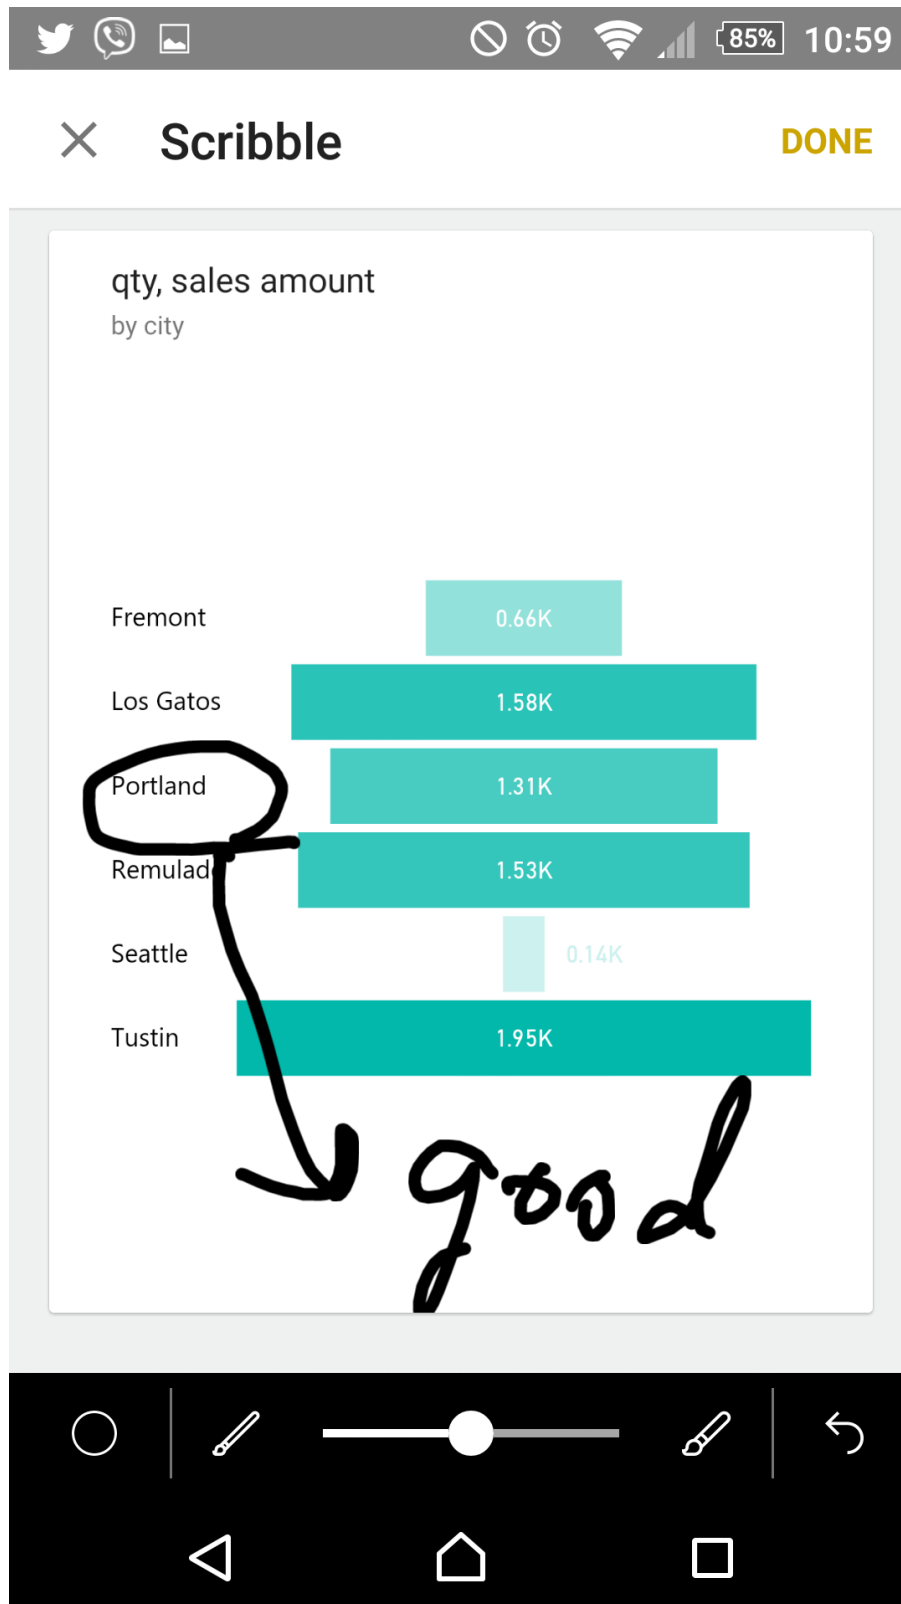 85% 10:59
Scribble DONE
qty, sales amount
by city
Fremont 0.66K
Los Gatos 1.58K
Portland 1.31K
Remulad 1.53K
Seattle 0.14K
Tustin 1.95K
good